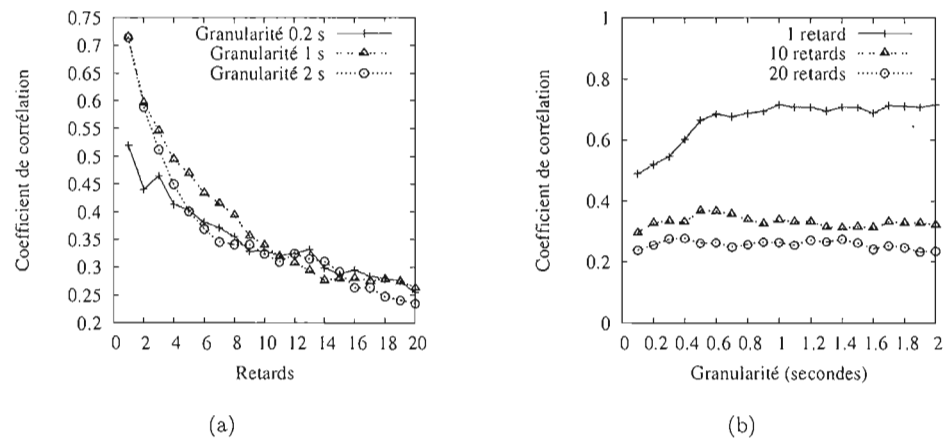 Coefficient de corrélation
0.75
0.7
0.65
0.6
0.55
0.5
0.45
0.4
0.35
0.3
0.25
0.2
Granularité 0.2 s
Granularité 1 s
Granularité 2 s
0 2 4 6 8 10 12 14 16 18 20
Retards
(a)
Coefficient de corrélation
1
0.8
0.6
0.4
0.2
0
1 retard
10 retards
20 retards
0 0.2 0.4 0.6 0.8 1 1.2 1.4 1.6 1.8 2
Granularité (secondes)
(b)